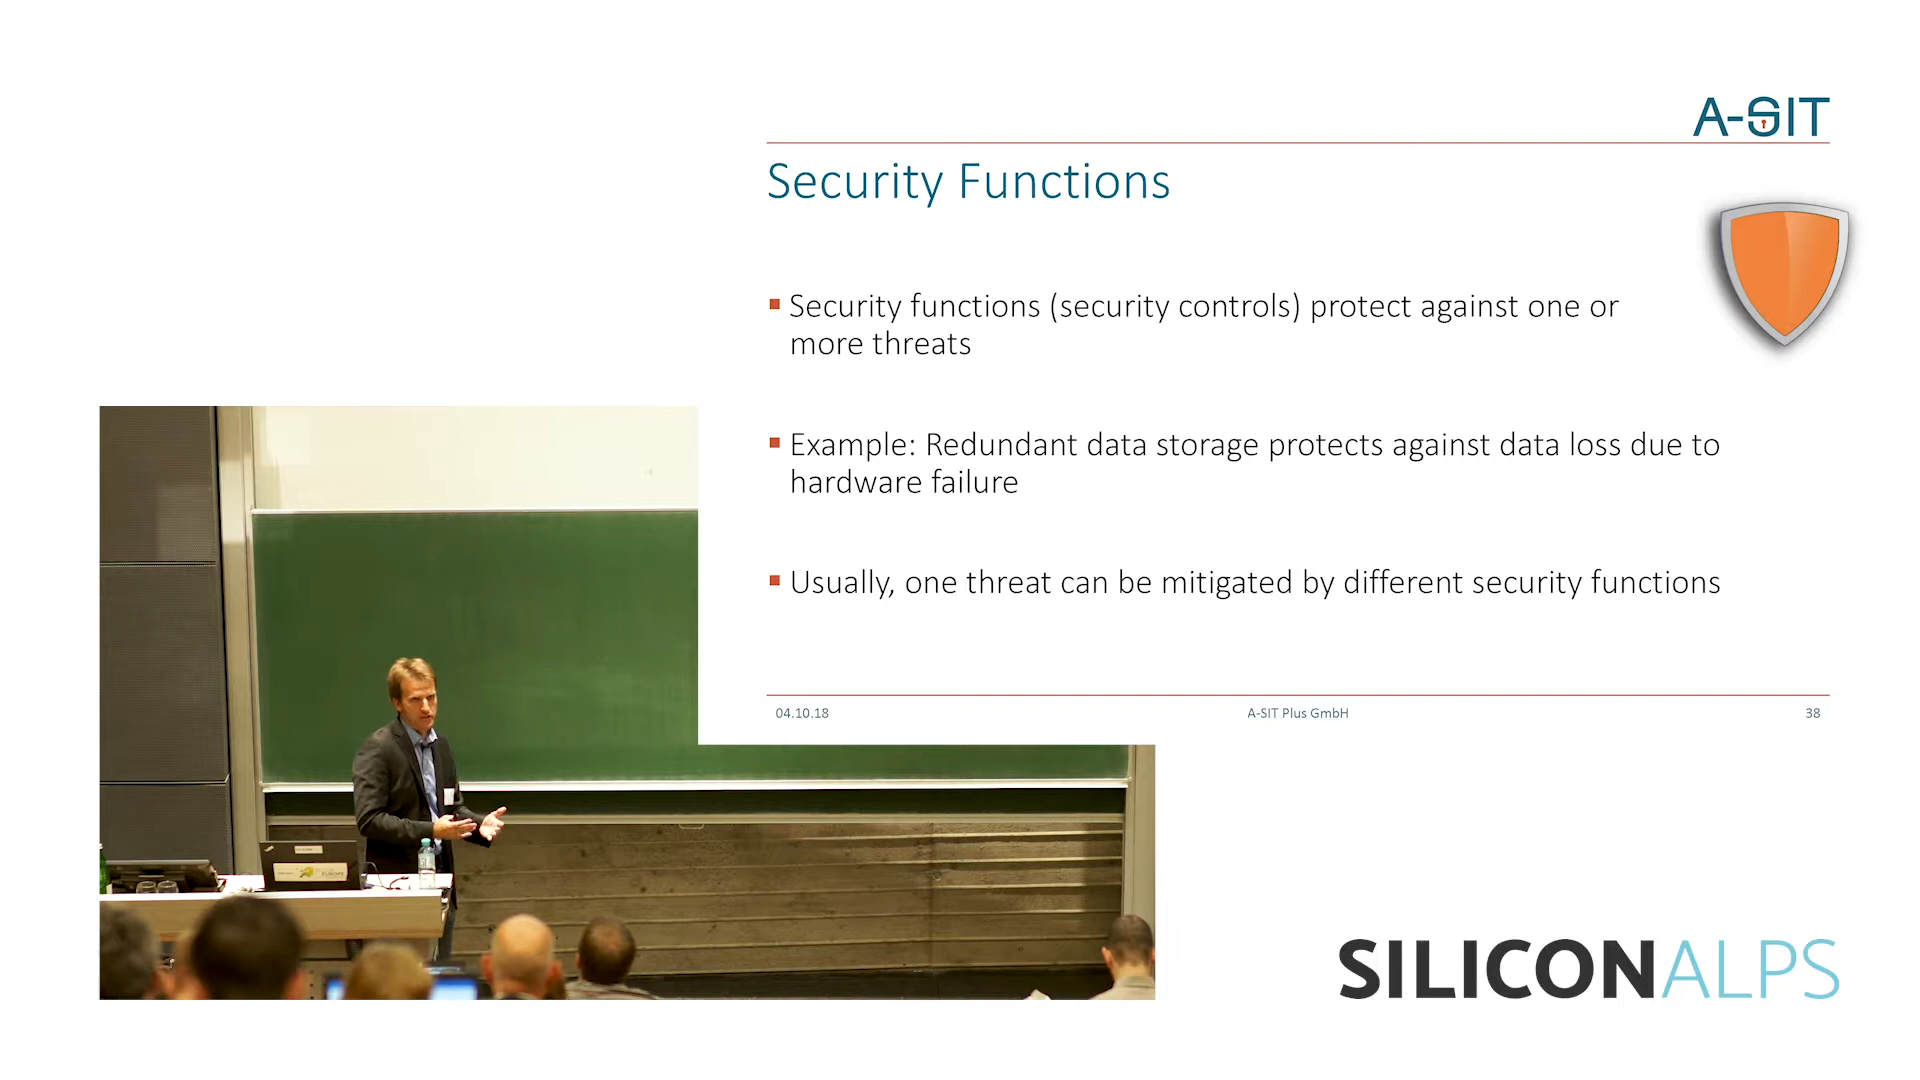 A-SIT
Security Functions
Security functions (security controls) protect against one or
more threats
Example: Redundant data storage protects against data loss due to
hardware failure
Usually, one threat can be mitigated by different security functions
04.10.18
A-SIT Plus GmbH
38
SILICONALPS